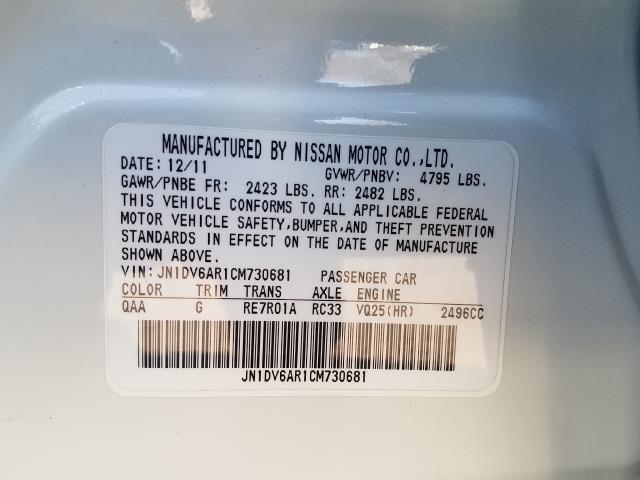 MANUFACTURED BY NISSAN MOTOR CO.,LTD.
DATE: 12/11 GVWR/PNBV: 4795 LBS.
GAWR/PNBE FR: 2423 LBS. RR: 2482 LBS.
THIS VEHICLE CONFORMS TO ALL APPLICABLE FEDERAL
MOTOR VEHICLE SAFETY,BUMPER,AND THEFT PREVENTION
STANDARDS IN EFFECT ON THE DATE OF MANUFACTURE
SHOWN ABOVE.
VIN:JN1DV6AR1CM730681 PASSENGER CAR
COLOR TRIM TRANS AXLE ENGINE
QAA G RE7R01A RC33 VQ25(HR) 2496CC
JN1DV6AR1CM730681